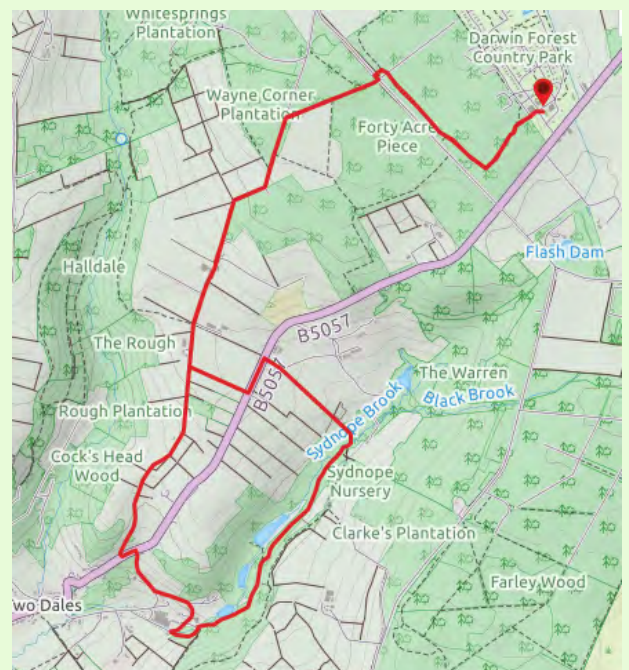 Whitesprings
Plantation
Darwin Forest
Country Park
Wayne Corner
Plantation
Forty Acre
Piece
Flash Dam
Halldale
B5057
The Rough
B5057
The Warren
Sydnope Brook
Black Brook
Rough Plantation
Cock's Head
Wood
Sydnope
Nursery
Clarke's Plantation
Farley Wood
Two Dales